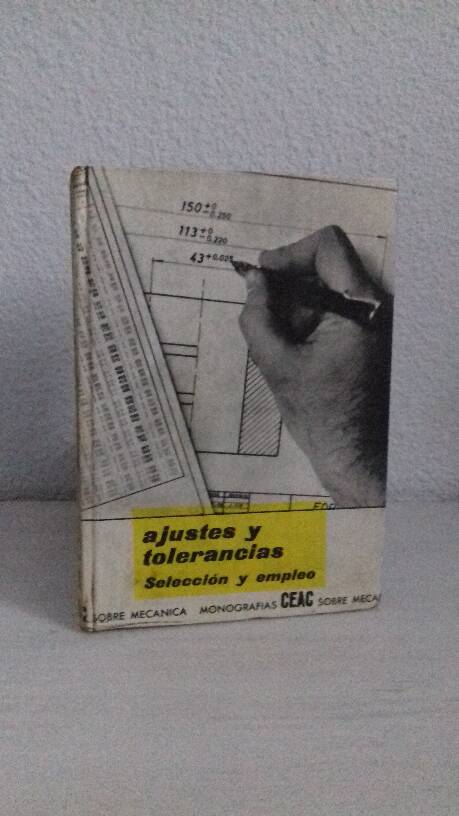 150 ±0 0,250
113 ±0 0,220
43 +0,025
ajustes y
tolerancias
Selección y empleo
SOBRE MECANICA MONOGRAFIAS CEAC SOBRE MECA